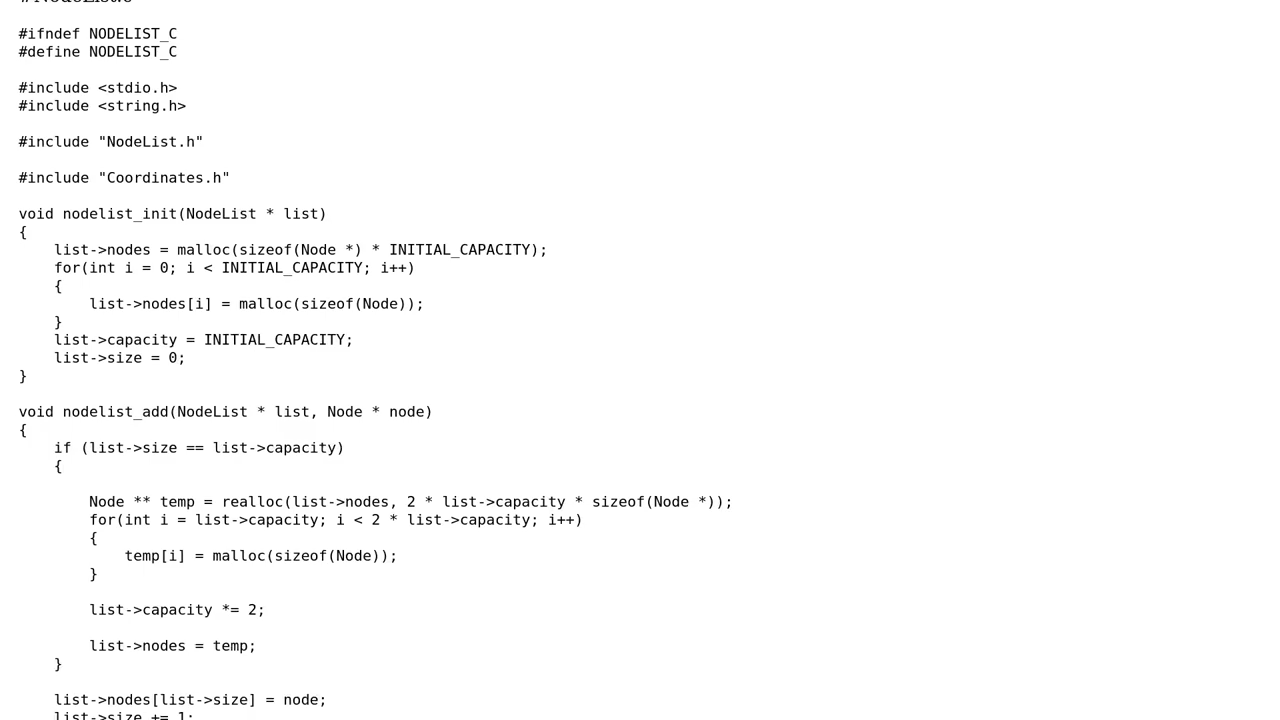 #ifndef NODELIST_C
#define NODELIST_C
#include <stdio.h>
#include <string.h>
#include "NodeList.h"
#include "Coordinates.h"
void nodelist_init(NodeList * list)
{
    list->nodes = malloc(sizeof(Node *) * INITIAL_CAPACITY);
    for(int i = 0; i < INITIAL_CAPACITY; i++)
    {
        list->nodes[i] = malloc(sizeof(Node));
    }
    list->capacity = INITIAL_CAPACITY;
    list->size = 0;
}
void nodelist_add(NodeList * list, Node * node)
{
    if (list->size == list->capacity)
    {
        Node ** temp = realloc(list->nodes, 2 * list->capacity * sizeof(Node *));
        for(int i = list->capacity; i < 2 * list->capacity; i++)
        {
            temp[i] = malloc(sizeof(Node));
        }
        list->capacity *= 2;
        list->nodes = temp;
    }
    list->nodes[list->size] = node;
    list->size += 1;